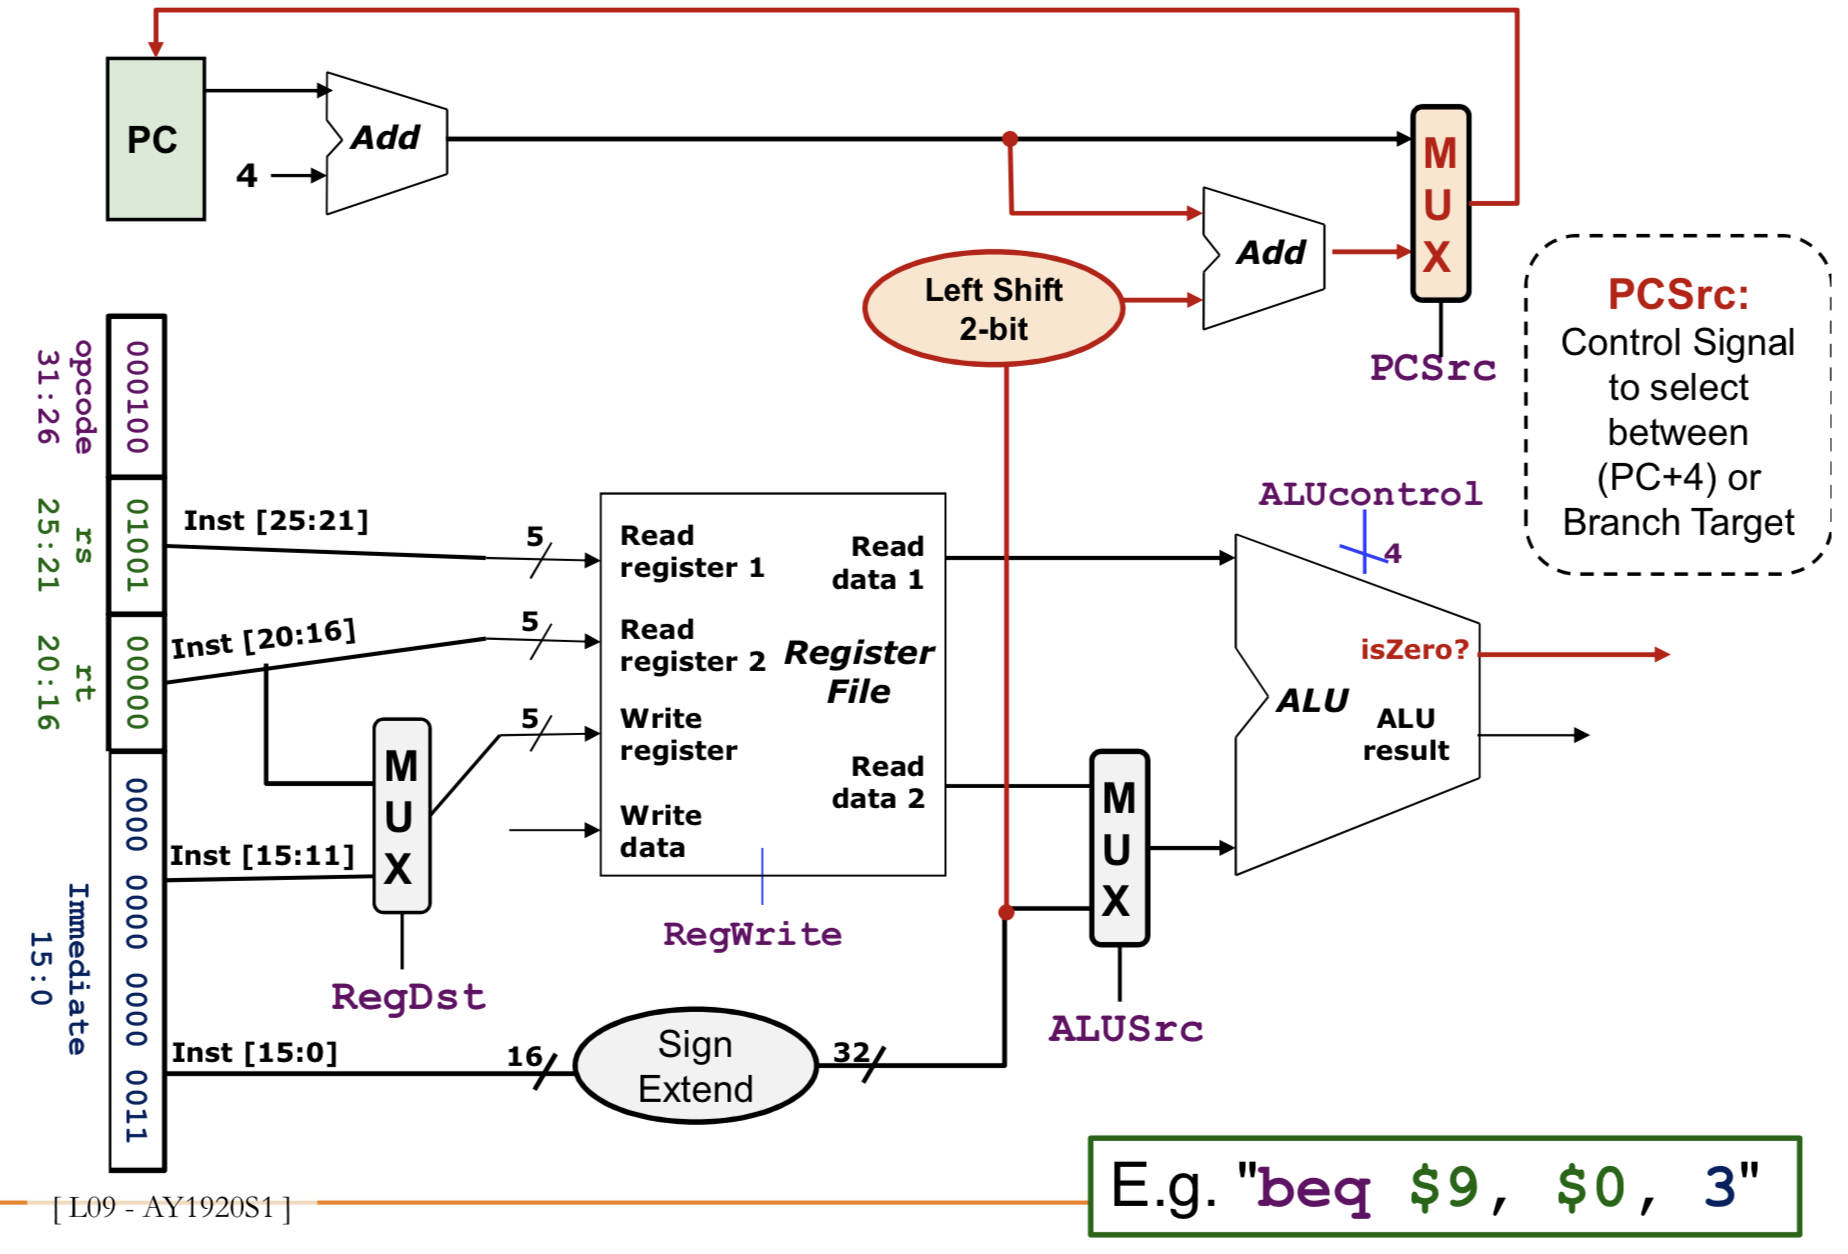 PC
4
Add
Add
Left Shift
2-bit
M
U
X
PCSrc
PCSrc:
Control Signal
to select
between
(PC+4) or
Branch Target
opcode
31:26
000100
rs
25:21
01001
rt
20:16
00000
Immediate
15:0
0000 0000 0000 0011
Inst [25:21]
5
Inst [20:16]
5
5
Inst [15:11]
M
U
X
RegDst
Inst [15:0]
16
Sign
Extend
32
Read
register 1
Read
register 2
Write
register
Write
data
Read
data 1
Register
File
Read
data 2
RegWrite
M
U
X
ALUSrc
ALUcontrol
4
isZero?
ALU
ALU
result
E.g. "beq $9, $0, 3"
[ L09 - AY1920S1 ]